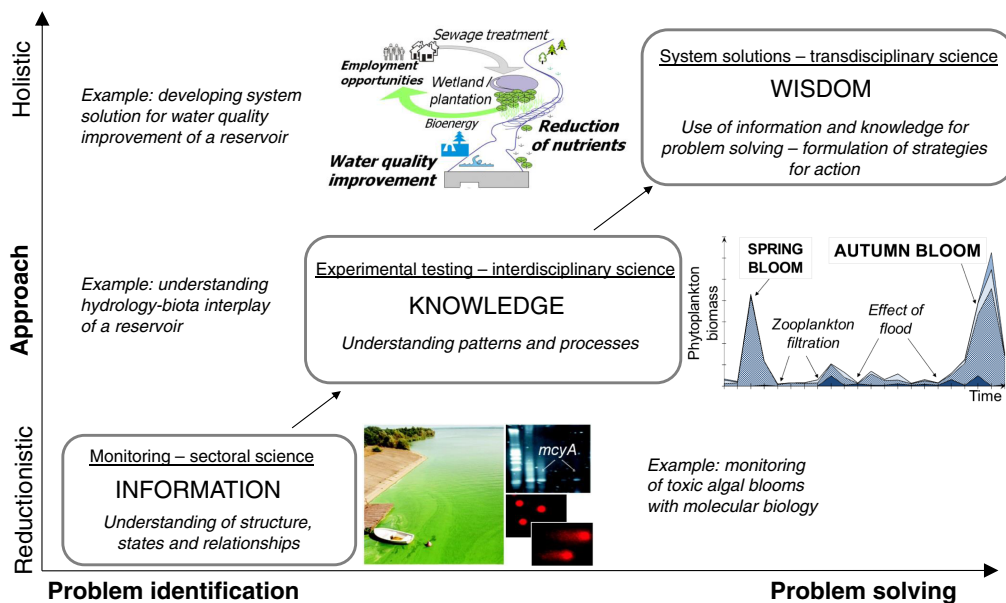 Holistic
Approach
Reductionistic
Example: developing system
solution for water quality
improvement of a reservoir
Sewage treatment
Employment
opportunities
Wetland /
plantation
Bioenergy
Reduction
of nutrients
Water quality
improvement
System solutions – transdisciplinary science
WISDOM
Use of information and knowledge for
problem solving – formulation of strategies
for action
Example: understanding
hydrology-biota interplay
of a reservoir
Experimental testing – interdisciplinary science
KNOWLEDGE
Understanding patterns and processes
Phytoplankton
biomass
SPRING
BLOOM
AUTUMN BLOOM
Zooplankton
filtration
Effect of
flood
Time
Monitoring – sectoral science
INFORMATION
Understanding of structure,
states and relationships
mcyA
Example: monitoring
of toxic algal blooms
with molecular biology
Problem identification
Problem solving